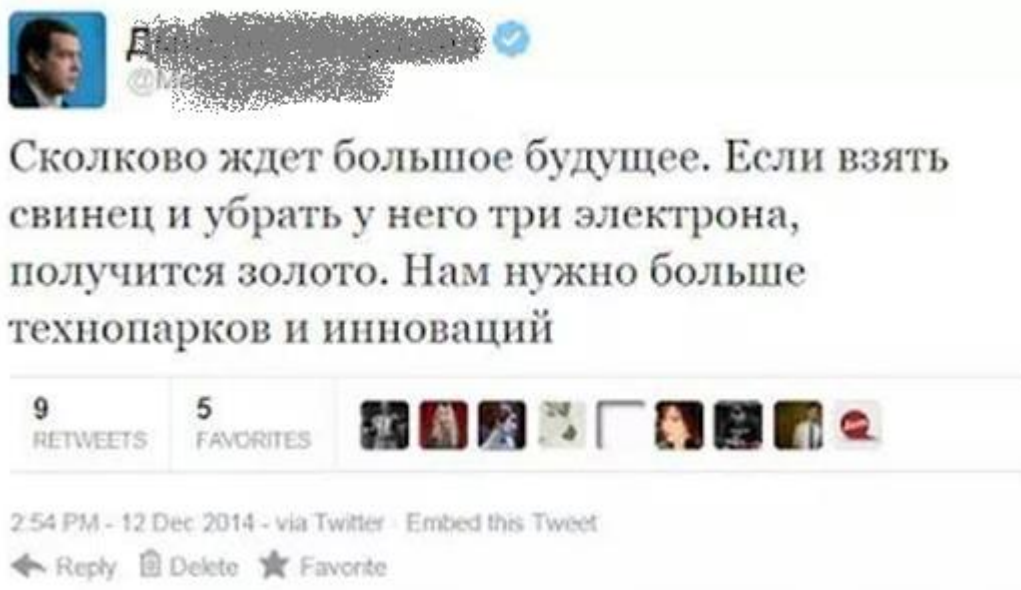 Сколково ждет большое будущее. Если взять
свинец и убрать у него три электрона,
получится золото. Нам нужно больше
технопарков и инноваций
9
RETWEETS
5
FAVORITES
2:54 PM - 12 Dec 2014 - via Twitter · Embed this Tweet
Reply Delete Favorite